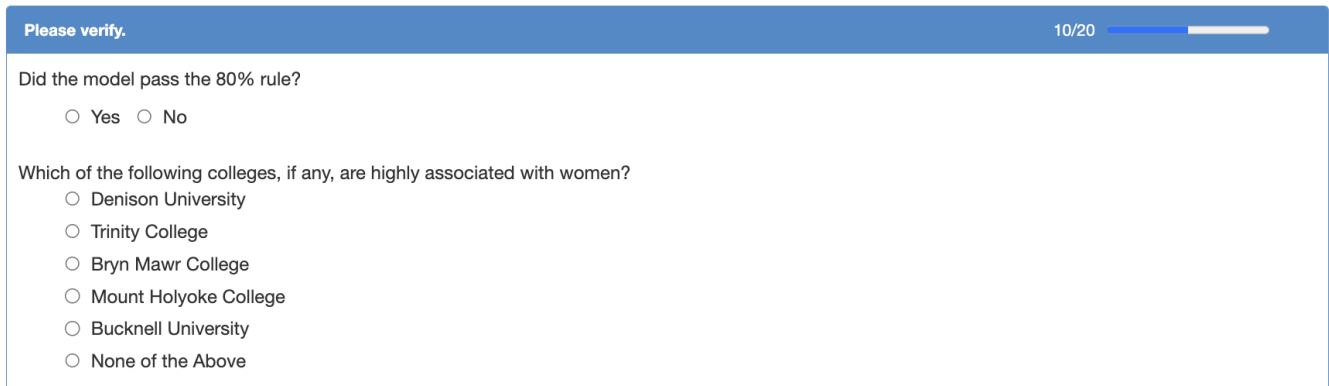 Please verify.
10/20
Did the model pass the 80% rule?
Yes No
Which of the following colleges, if any, are highly associated with women?
Denison University
Trinity College
Bryn Mawr College
Mount Holyoke College
Bucknell University
None of the Above